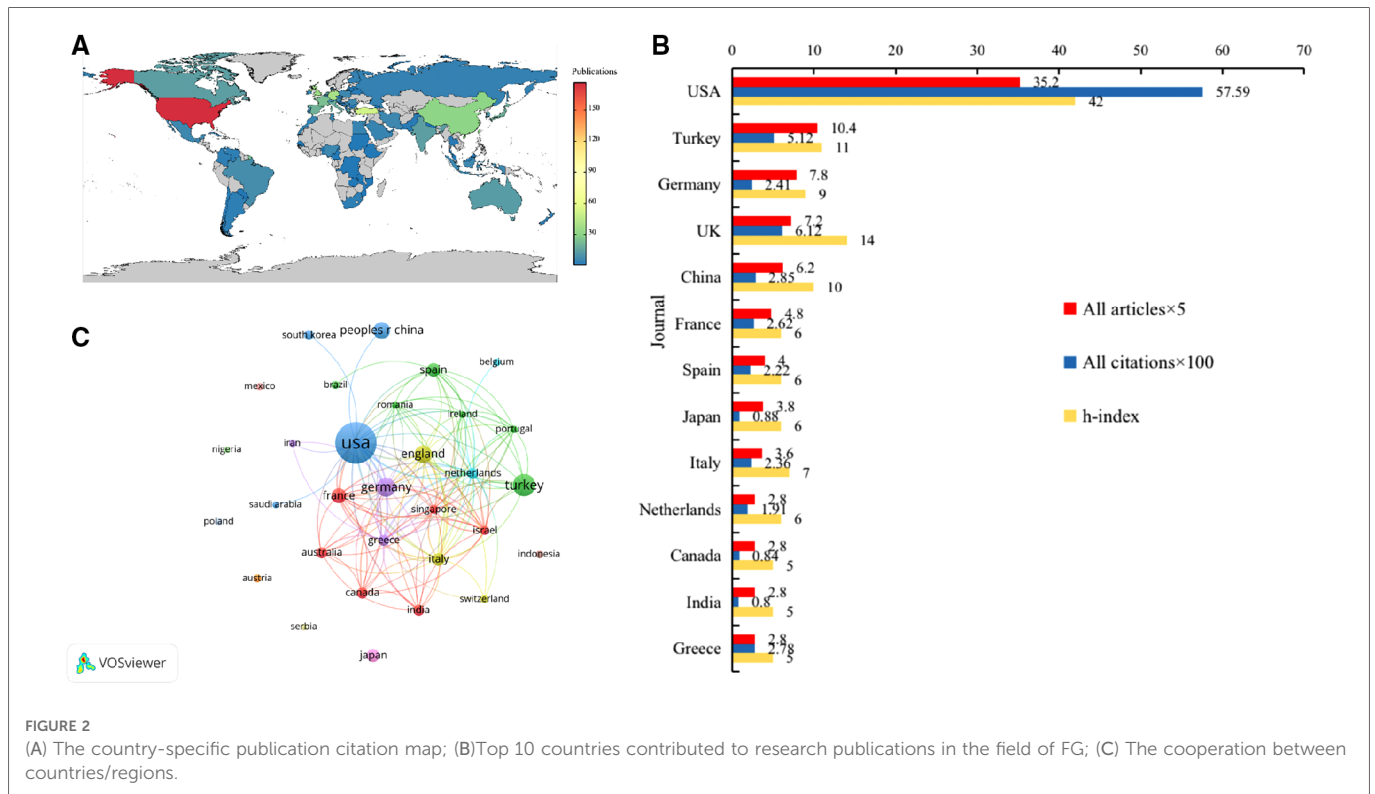 A
Publications
150
120
90
60
30
B
0 10 20 30 40 50 60 70
Journal
USA 35.2 57.59 42
Turkey 10.4 5.12 11
Germany 7.8 2.41 9
UK 7.2 6.12 14
China 6.2 2.85 10
France 4.8 2.62 6
Spain 4 2.22 6
Japan 3.8 0.88 6
Italy 3.6 2.36 7
Netherlands 2.8 1.91 6
Canada 2.8 0.84 5
India 2.8 0.8 5
Greece 2.8 2.78 5
All articles×5
All citations×100
h-index
C
south korea
peoples r china
belgium
spain
mexico
brazil
romania
ireland
portugal
usa
iran
nigeria
england
netherlands
germany
turkey
france
saudi arabia
singapore
poland
israel
greece
australia
italy
indonesia
austria
canada
switzerland
india
serbia
japan
VOSviewer
FIGURE 2
(A) The country-specific publication citation map; (B)Top 10 countries contributed to research publications in the field of FG; (C) The cooperation between
countries/regions.